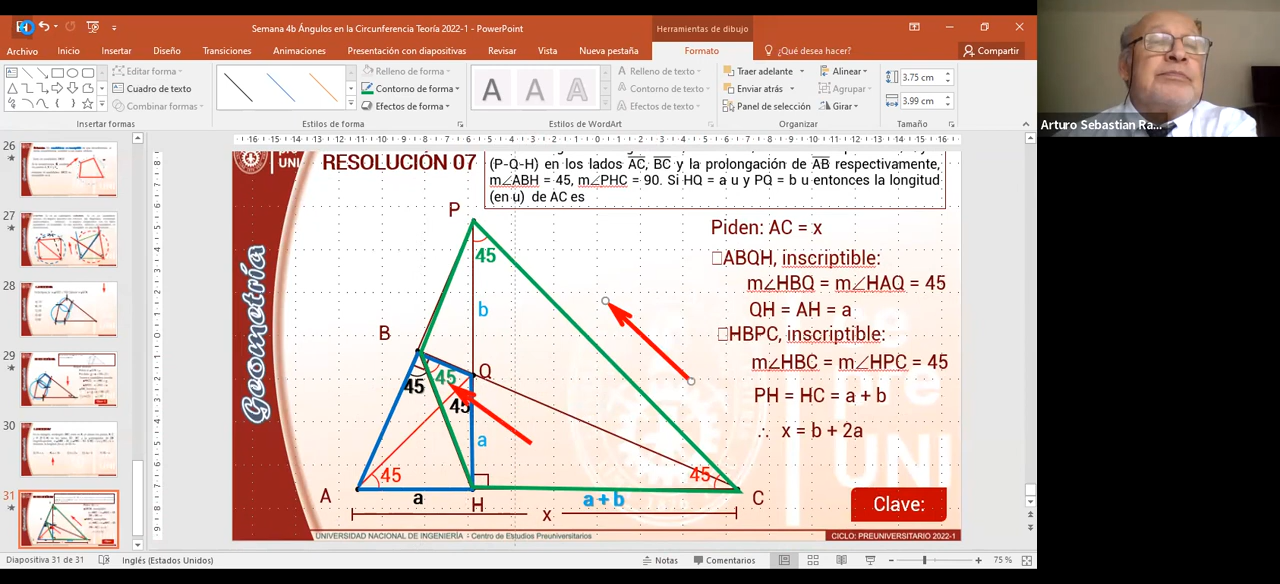 Semana 4b Ángulos en la Circunferencia Teoría 2022-1 - PowerPoint
Herramientas de dibujo
Archivo Inicio Insertar Diseño Transiciones Animaciones Presentación con diapositivas Revisar Vista Nueva pestaña Formato ¿Qué desea hacer? Compartir
Editar forma
Cuadro de texto
Combinar formas
Insertar formas
Relleno de forma
Contorno de forma
Efectos de forma
Estilos de forma
A A A
Relleno de texto
Contorno de texto
Efectos de texto
Estilos de WordArt
Traer adelante
Enviar atrás
Panel de selección
Alinear
Agrupar
Girar
Organizar
3.75 cm
3.99 cm
Tamaño
Arturo Sebastian Ra...
26
27
28
29
30
31
UNI
RESOLUCIÓN 07
(P-Q-H) en los lados AC, BC y la prolongación de AB respectivamente,
m∠ABH = 45, m∠PHC = 90. Si HQ = a u y PQ = b u entonces la longitud
(en u) de AC es
Geometría
P
45
b
B
Q
45
45
45
a
45
45
A
a
H
a + b
C
x
Piden: AC = x
□ABQH, inscriptible:
m∠HBQ = m∠HAQ = 45
QH = AH = a
□HBPC, inscriptible:
m∠HBC = m∠HPC = 45
PH = HC = a + b
∴ x = b + 2a
Clave:
UNIVERSIDAD NACIONAL DE INGENIERÍA - Centro de Estudios Preuniversitarios
CICLO: PREUNIVERSITARIO 2022-1
Diapositiva 31 de 31 Inglés (Estados Unidos) Notas Comentarios 75 %